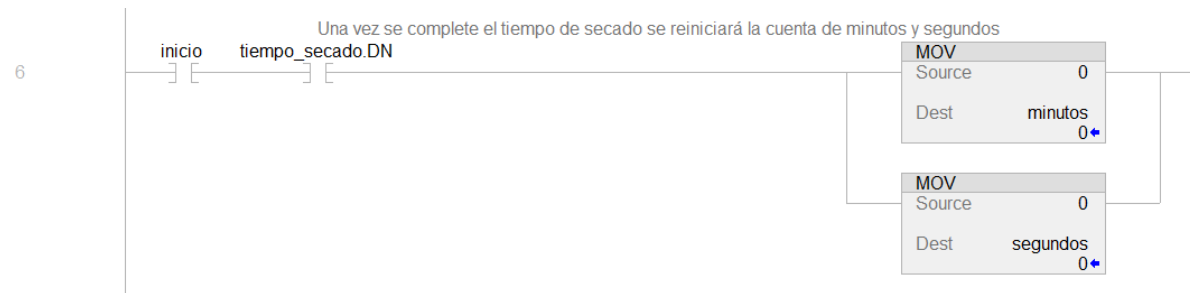 Una vez se complete el tiempo de secado se reiniciará la cuenta de minutos y segundos
inicio tiempo_secado.DN
6
MOV
Source 0
Dest minutos
0
MOV
Source 0
Dest segundos
0